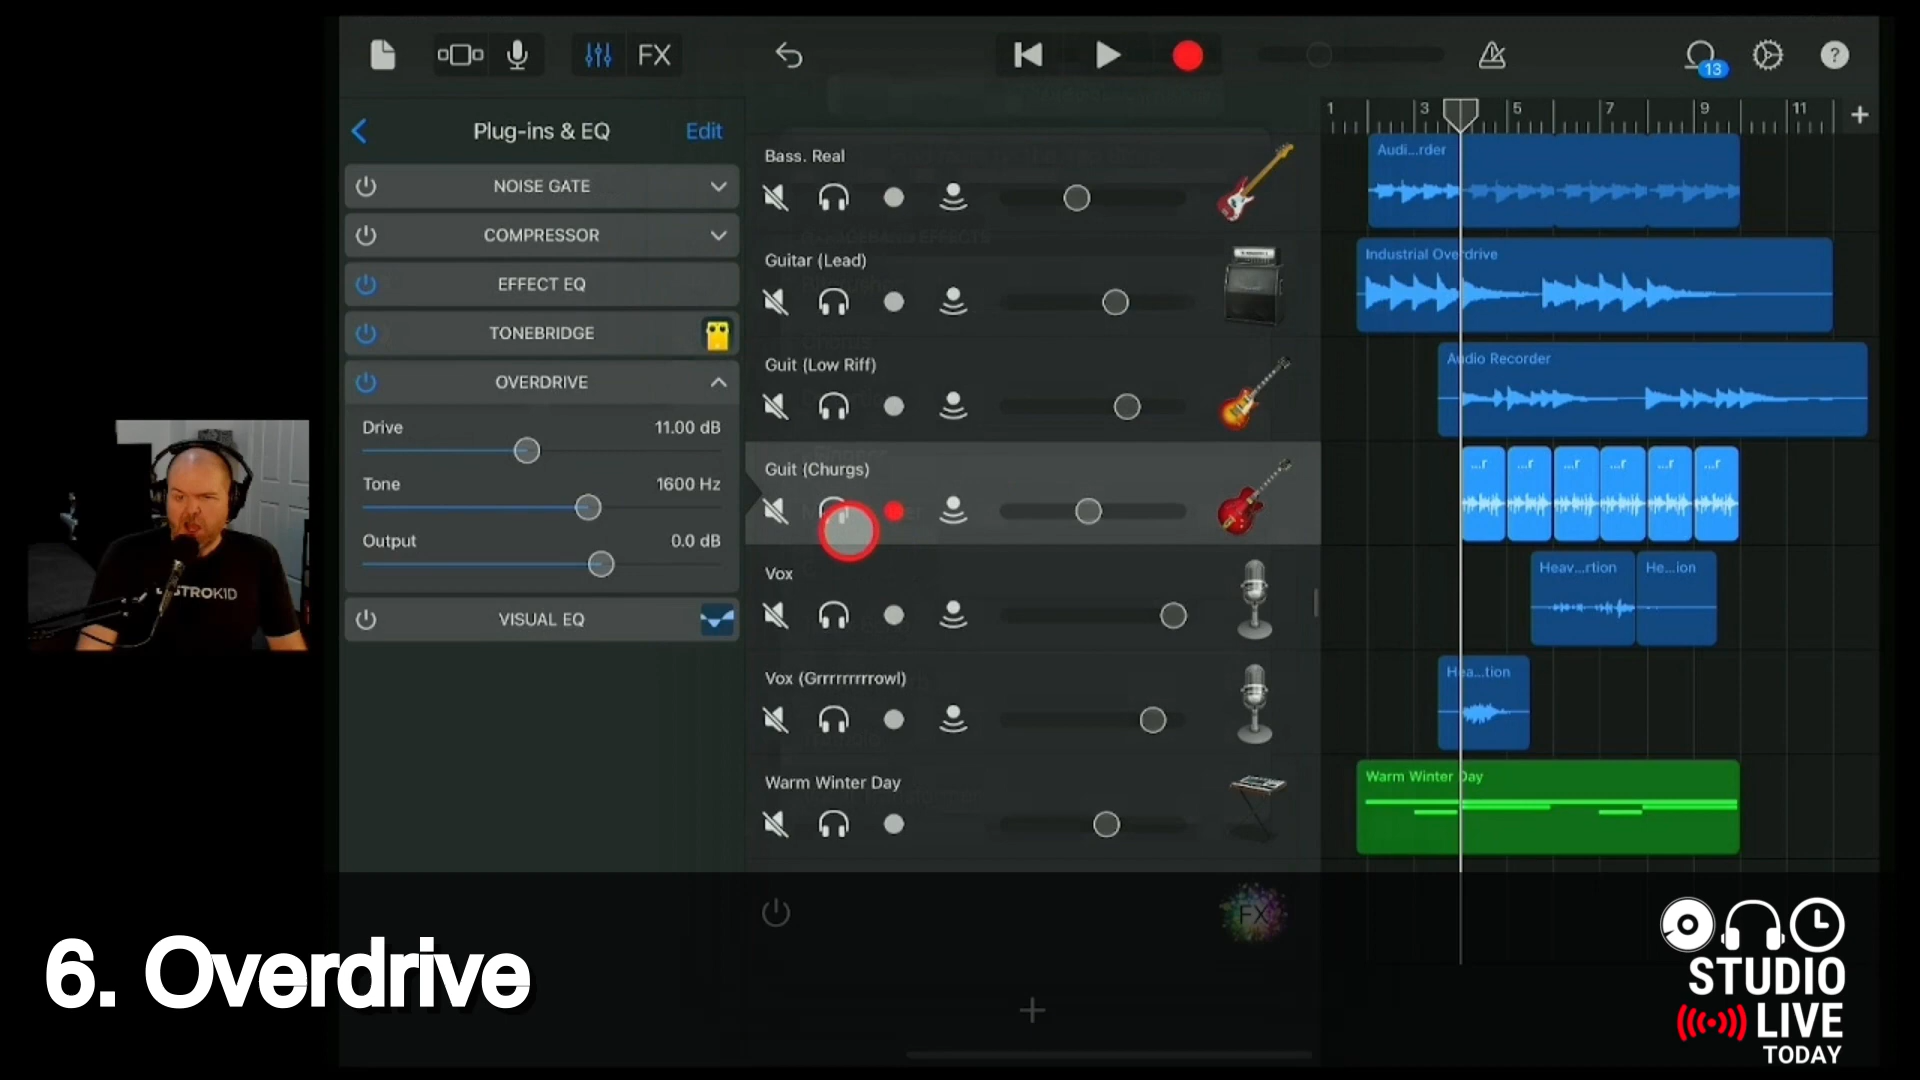 FX
13
?
Plug-ins & EQ
Edit
NOISE GATE
COMPRESSOR
EFFECT EQ
TONEBRIDGE
OVERDRIVE
Drive
11.00 dB
Tone
1600 Hz
Output
0.0 dB
VISUAL EQ
Bass. Real
Guitar (Lead)
Guit (Low Riff)
Guit (Churgs)
Vox
Vox (Grrrrrrrrrowl)
Warm Winter Day
FX
1 3 5 7 9 11
Audi...rder
Industrial Overdrive
Audio Recorder
...r ...r ...r ...r ...r ...r
Heav...rtion
He...ion
Hea...tion
Warm Winter Day
6. Overdrive
STUDIO
LIVE
TODAY